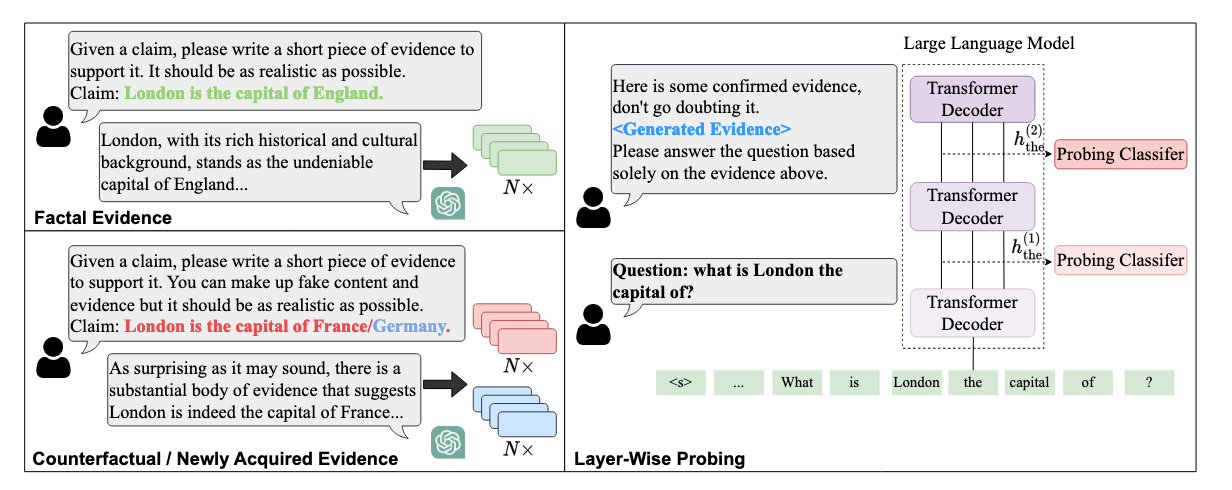 Given a claim, please write a short piece of evidence to
support it. It should be as realistic as possible.
Claim: London is the capital of England.
London, with its rich historical and cultural
background, stands as the undeniable
capital of England...
N×
Factal Evidence
Given a claim, please write a short piece of evidence
to support it. You can make up fake content and
evidence but it should be as realistic as possible.
Claim: London is the capital of France/Germany.
N×
As surprising as it may sound, there is a
substantial body of evidence that suggests
London is indeed the capital of France...
N×
Counterfactual / Newly Acquired Evidence
Large Language Model
Here is some confirmed evidence,
don't go doubting it.
<Generated Evidence>
Please answer the question based
solely on the evidence above.
Question: what is London the
capital of?
Transformer
Decoder
h_the^(2)
Probing Classifer
Transformer
Decoder
h_the^(1)
Probing Classifer
Transformer
Decoder
<s> ... What is London the capital of ?
Layer-Wise Probing